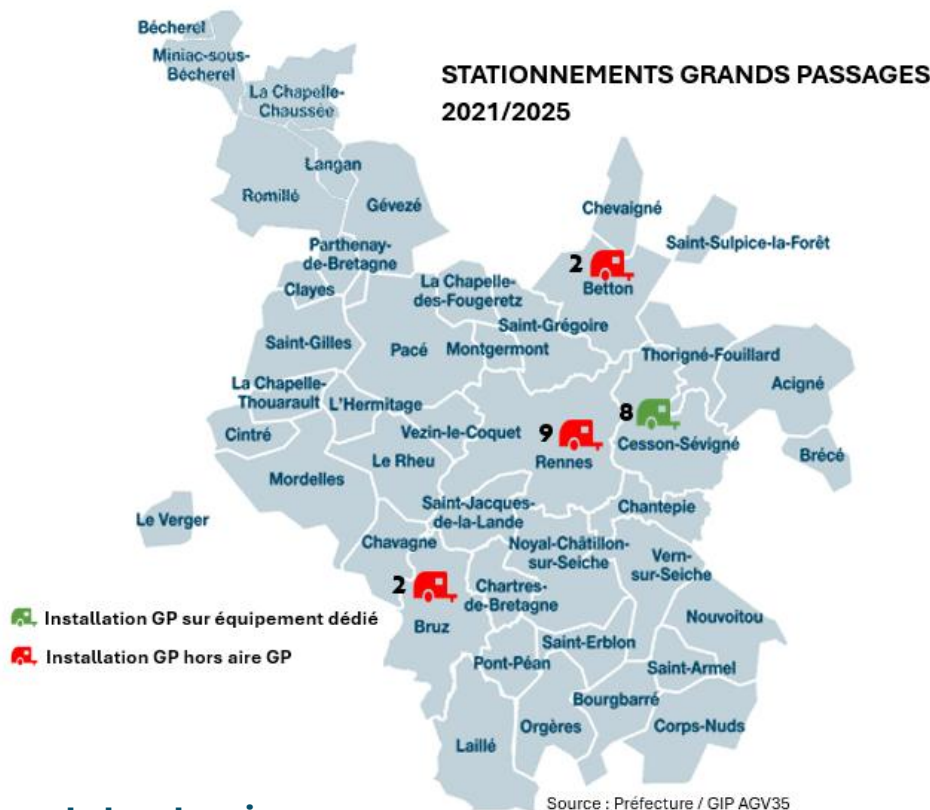 STATIONNEMENTS GRANDS PASSAGES
2021/2025
Bécherel
Miniac-sous-
Bécherel
La Chapelle-
Chaussée
Langan
Romillé
Gévezé
Parthenay-
de-Bretagne
Clayes
Chevaigné
Saint-Sulpice-la-Forêt
2
Betton
La Chapelle-
des-Fougeretz
Saint-Grégoire
Saint-Gilles
Pacé
Montgermont
Thorigné-Fouillard
Acigné
La Chapelle-
Thouarault
L'Hermitage
Cintré
Vezin-le-Coquet
9
Rennes
8
Cesson-Sévigné
Brécé
Le Rheu
Mordelles
Saint-Jacques-
de-la-Lande
Chantepie
Le Verger
Chavagne
Noyal-Châtillon-
sur-Seiche
Vern-
sur-Seiche
2
Bruz
Chartres-
de-Bretagne
Nouvoitou
Installation GP sur équipement dédié
Installation GP hors aire GP
Saint-Erblon
Pont-Péan
Saint-Armel
Bourgbarré
Orgères
Corps-Nuds
Laillé
Source : Préfecture / GIP AGV35